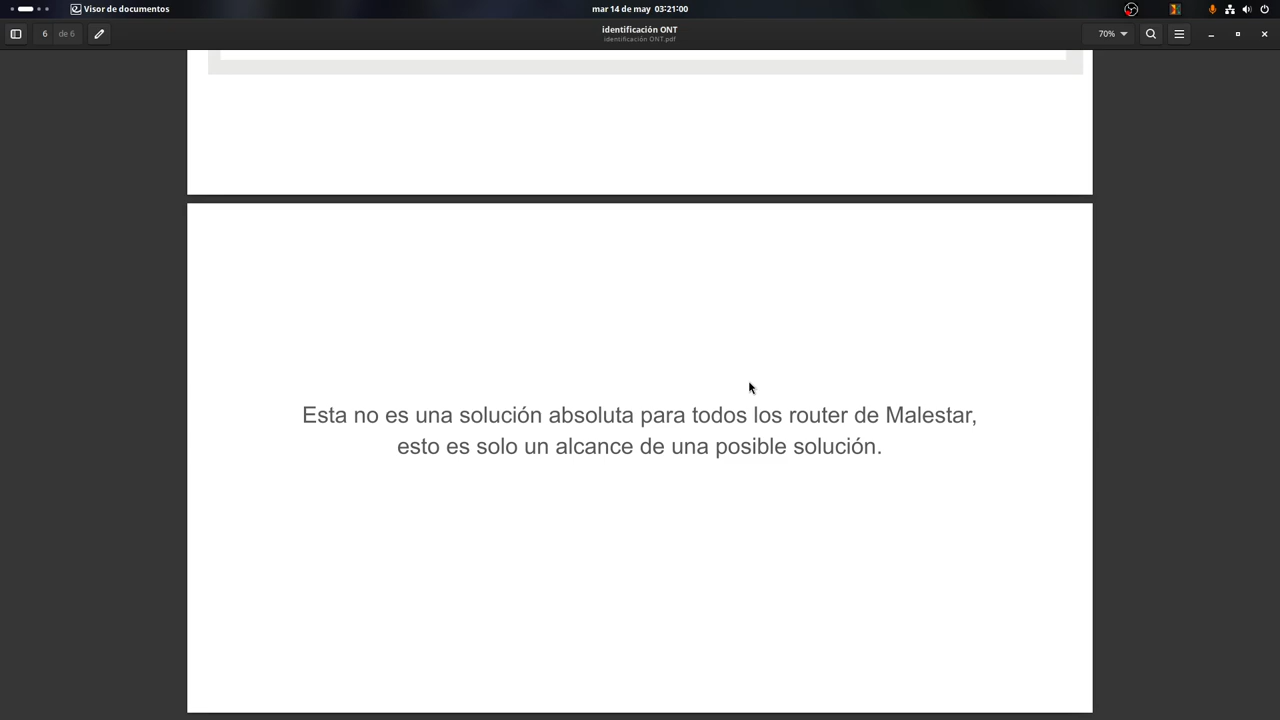 Visor de documentos
mar 14 de may 03:21:00
6 de 6
identificación ONT
identificación ONT.pdf
70%
Esta no es una solución absoluta para todos los router de Malestar,
esto es solo un alcance de una posible solución.